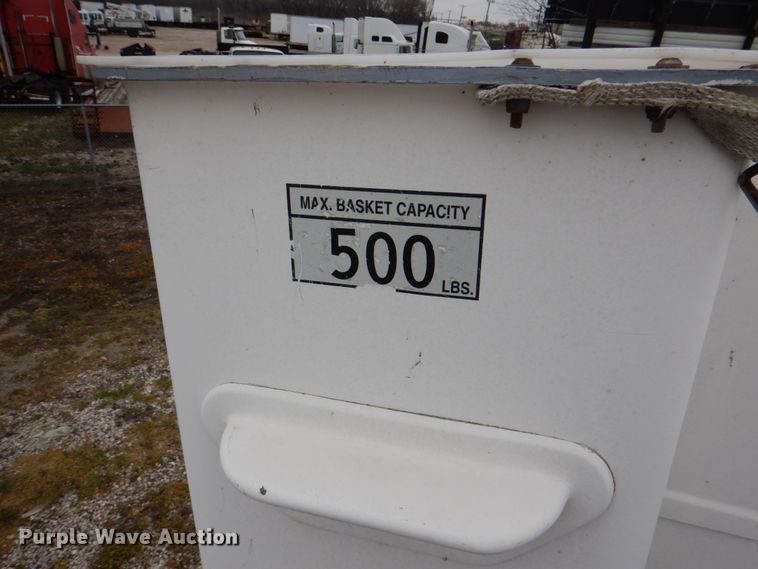 MAX. BASKET CAPACITY
500
LBS.
Purple Wave Auction